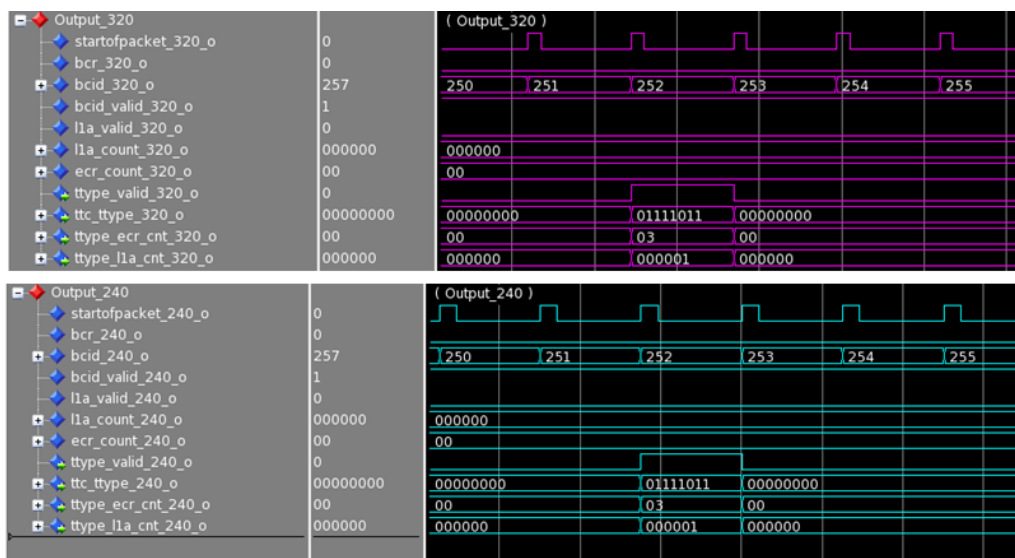 Output_320 ( Output_320 )
startofpacket_320_o 0
bcr_320_o 0
bcid_320_o 257 250 251 252 253 254 255
bcid_valid_320_o 1
l1a_valid_320_o 0
l1a_count_320_o 000000 000000
ecr_count_320_o 00 00
ttype_valid_320_o 0
ttc_ttype_320_o 00000000 00000000 01111011 00000000
ttype_ecr_cnt_320_o 00 00 03 00
ttype_l1a_cnt_320_o 000000 000000 000001 000000
Output_240 ( Output_240 )
startofpacket_240_o 0
bcr_240_o 0
bcid_240_o 257 250 251 252 253 254 255
bcid_valid_240_o 1
l1a_valid_240_o 0
l1a_count_240_o 000000 000000
ecr_count_240_o 00 00
ttype_valid_240_o 0
ttc_ttype_240_o 00000000 00000000 01111011 00000000
ttype_ecr_cnt_240_o 00 00 03 00
ttype_l1a_cnt_240_o 000000 000000 000001 000000